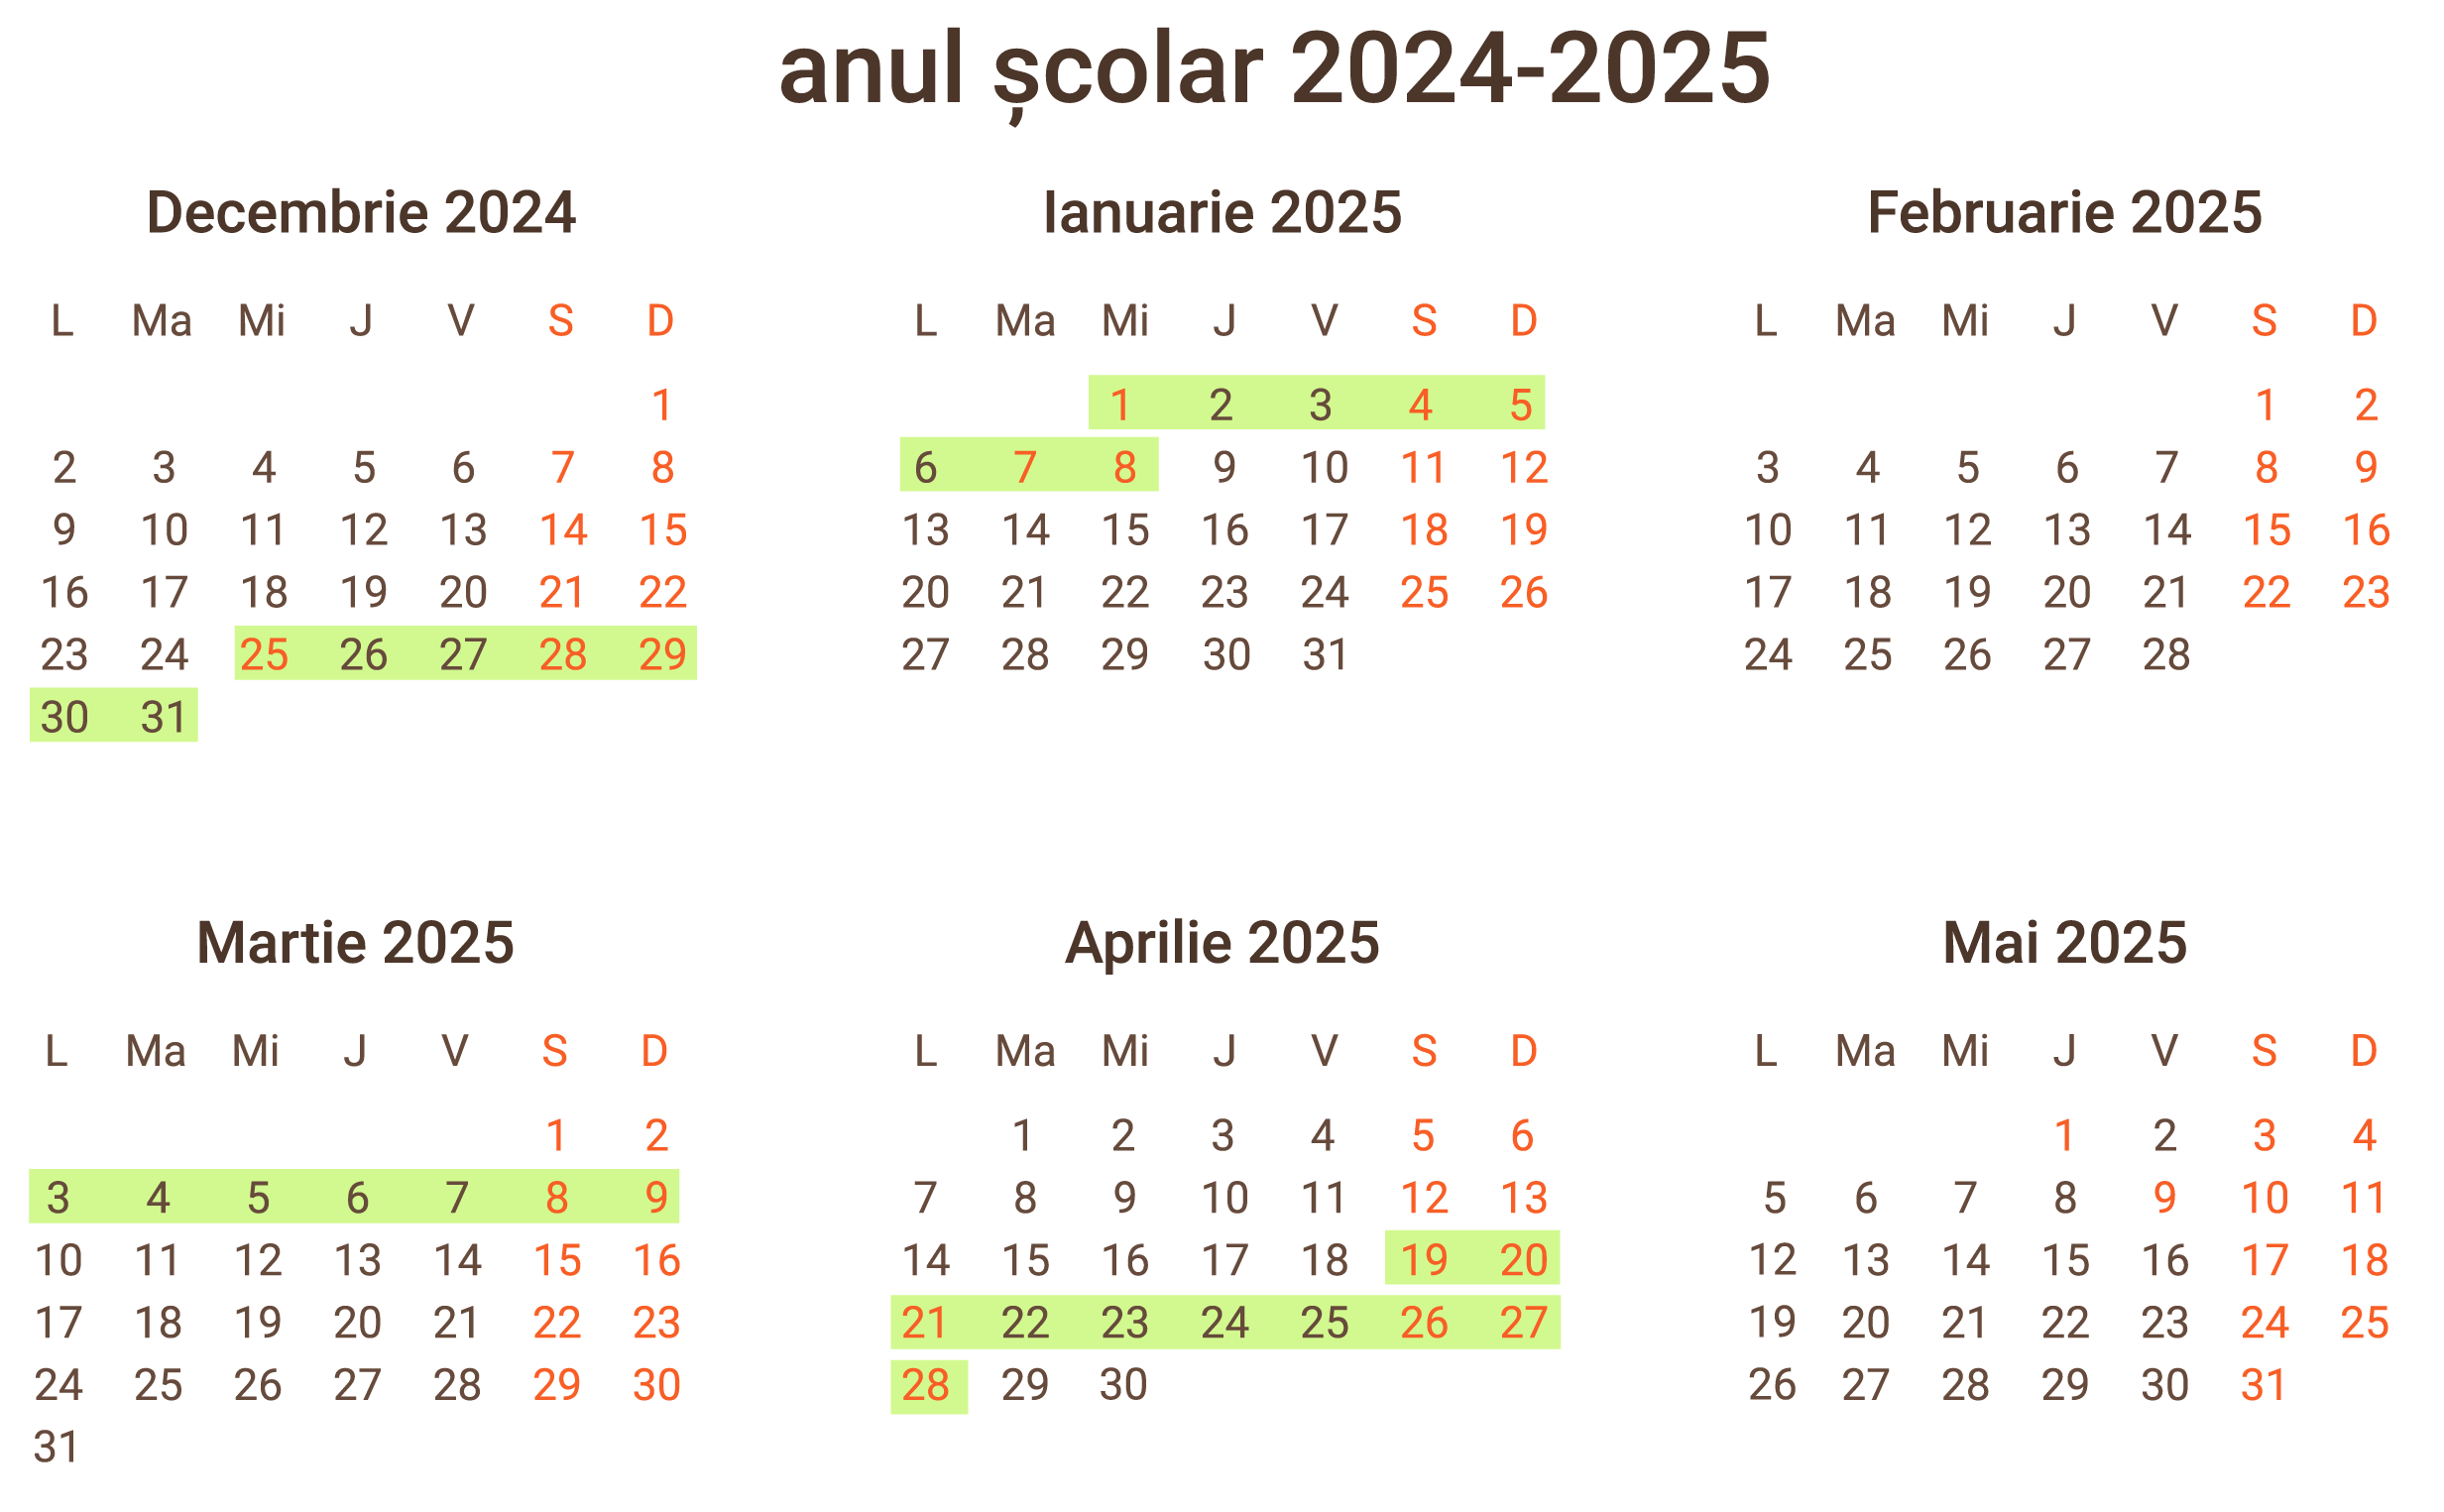 anul școlar 2024-2025
Decembrie 2024
L Ma Mi J V S D
1
2 3 4 5 6 7 8
9 10 11 12 13 14 15
16 17 18 19 20 21 22
23 24 25 26 27 28 29
30 31
Ianuarie 2025
L Ma Mi J V S D
1 2 3 4 5
6 7 8 9 10 11 12
13 14 15 16 17 18 19
20 21 22 23 24 25 26
27 28 29 30 31
Februarie 2025
L Ma Mi J V S D
1 2
3 4 5 6 7 8 9
10 11 12 13 14 15 16
17 18 19 20 21 22 23
24 25 26 27 28
Martie 2025
L Ma Mi J V S D
1 2
3 4 5 6 7 8 9
10 11 12 13 14 15 16
17 18 19 20 21 22 23
24 25 26 27 28 29 30
31
Aprilie 2025
L Ma Mi J V S D
1 2 3 4 5 6
7 8 9 10 11 12 13
14 15 16 17 18 19 20
21 22 23 24 25 26 27
28 29 30
Mai 2025
L Ma Mi J V S D
1 2 3 4
5 6 7 8 9 10 11
12 13 14 15 16 17 18
19 20 21 22 23 24 25
26 27 28 29 30 31